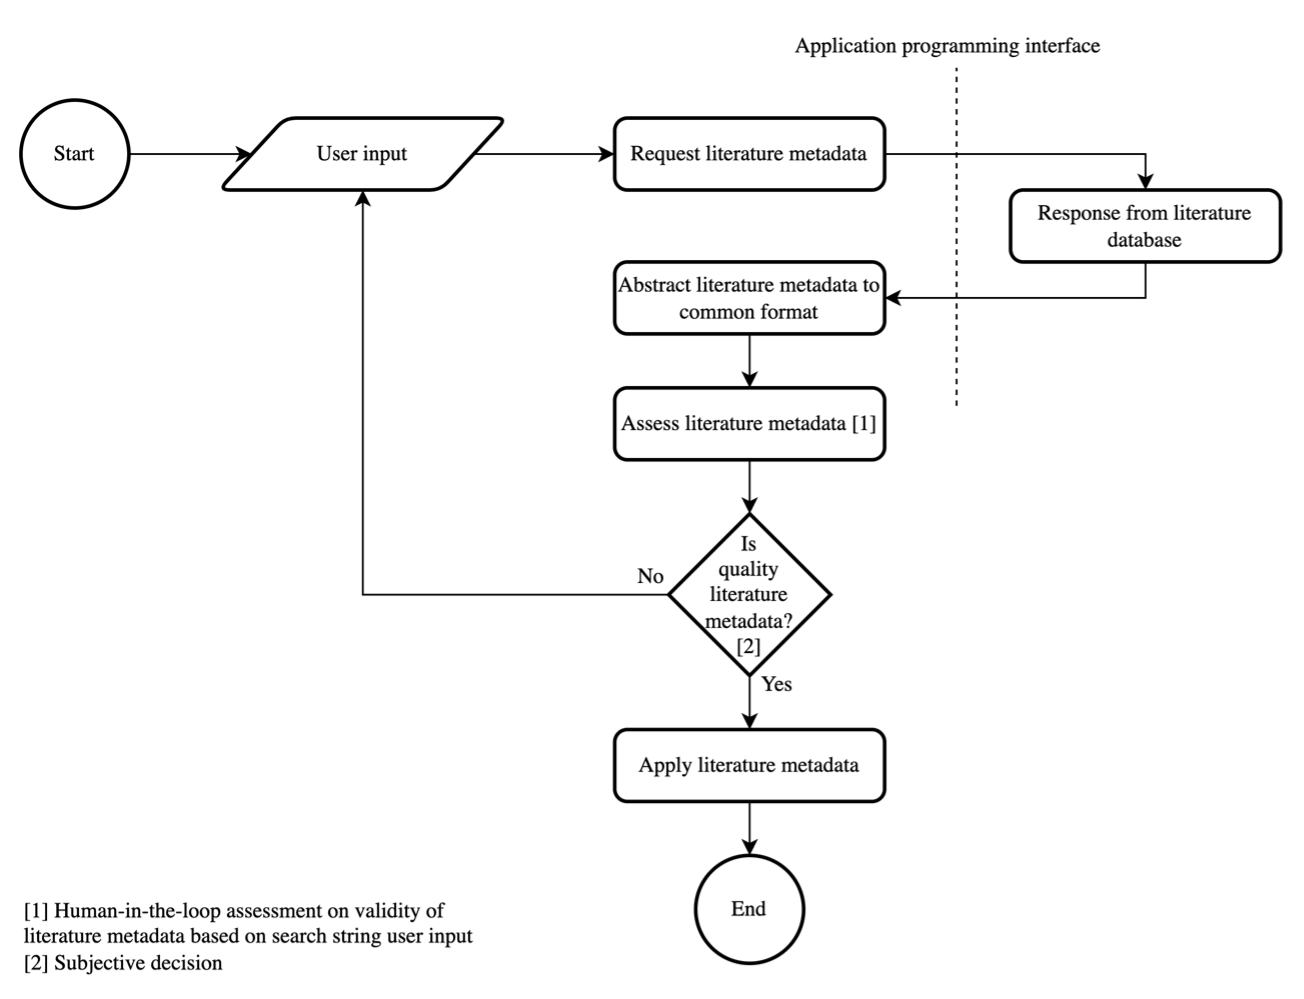 Application programming interface
Start
User input
Request literature metadata
Response from literature
database
Abstract literature metadata to
common format
Assess literature metadata [1]
Is
quality
literature
metadata?
[2]
No
Yes
Apply literature metadata
End
[1] Human-in-the-loop assessment on validity of
literature metadata based on search string user input
[2] Subjective decision